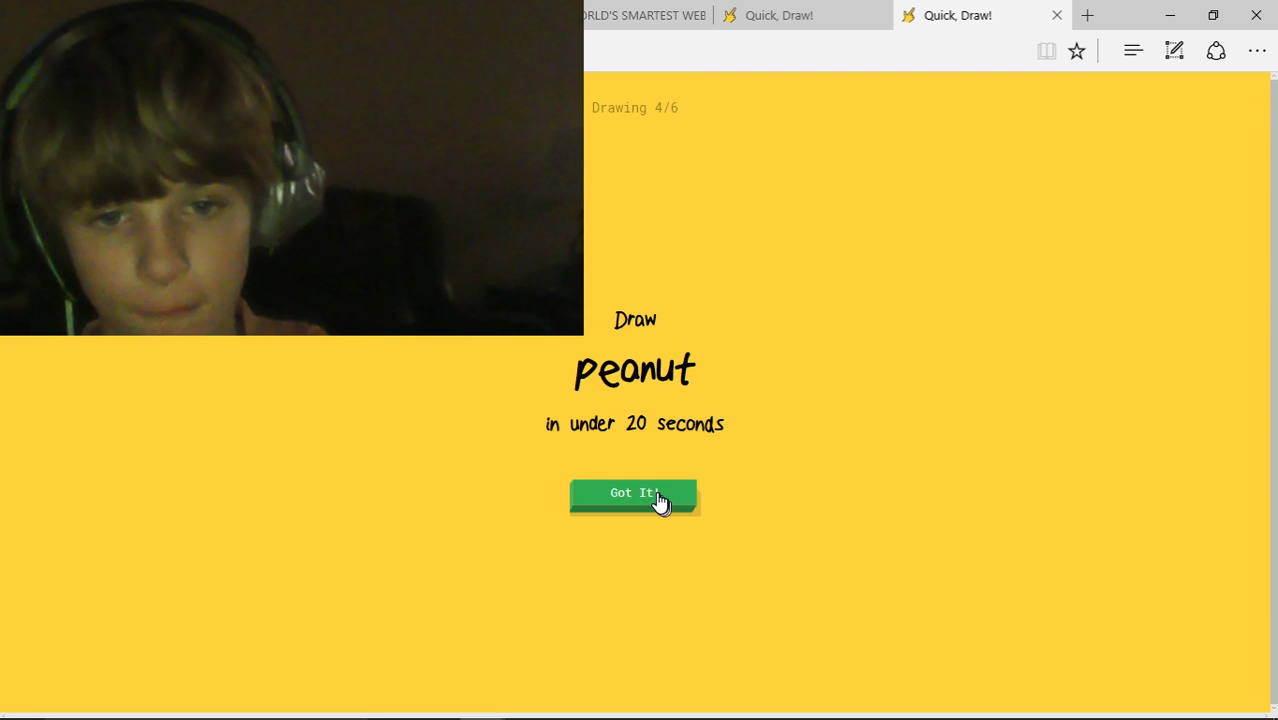 ORLD'S SMARTEST WEB
Quick, Draw!
Quick, Draw!
Drawing 4/6
Draw
peanut
in under 20 seconds
Got It!